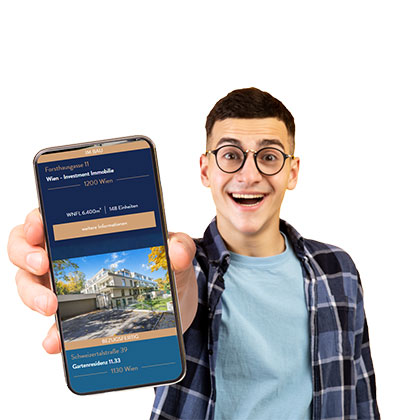 IM BAU
Forsthausgasse 11
Wien - Investment Immobilie
1200 Wien
WNFL 6.400m² | 148 Einheiten
weitere Informationen
BEZUGSFERTIG
Schweizertalstraße 39
Gartenresidenz 11.33
1130 Wien